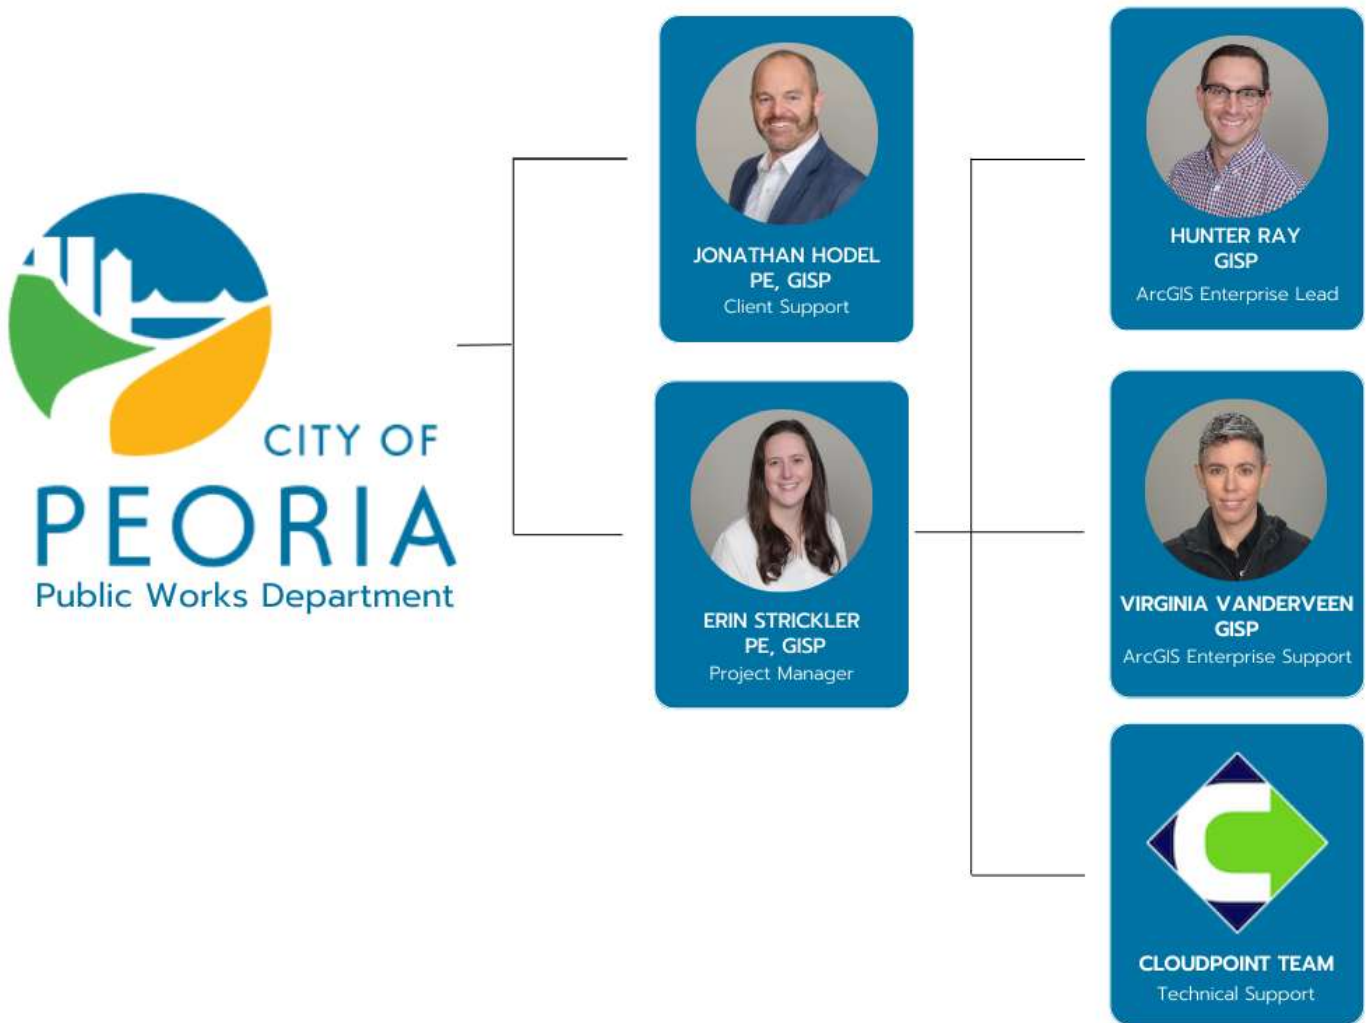 CITY OF
PEORIA
Public Works Department
JONATHAN HODEL
PE, GISP
Client Support
ERIN STRICKLER
PE, GISP
Project Manager
HUNTER RAY
GISP
ArcGIS Enterprise Lead
VIRGINIA VANDERVEEN
GISP
ArcGIS Enterprise Support
CLOUDPOINT TEAM
Technical Support